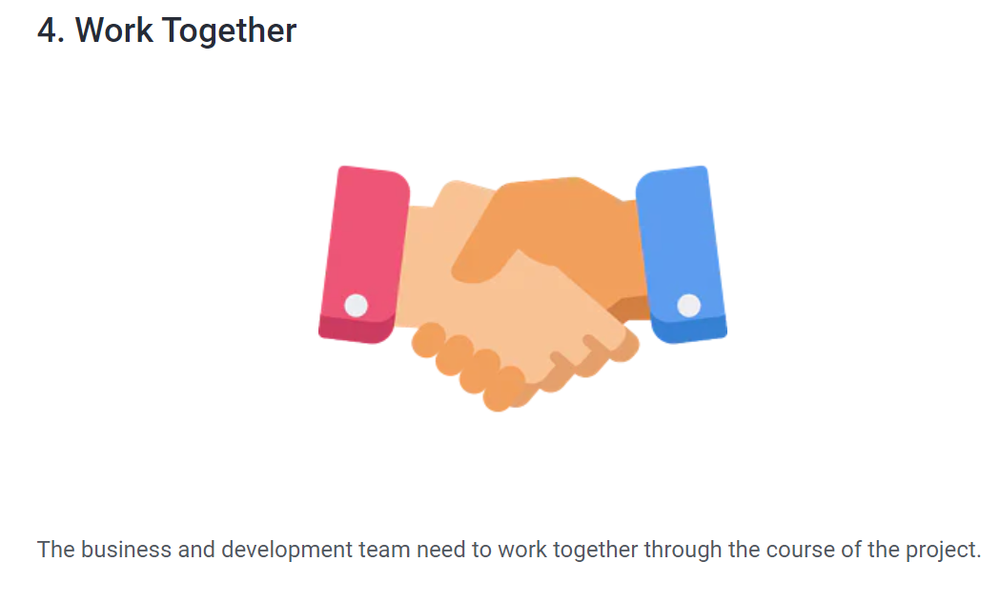 4. Work Together
The business and development team need to work together through the course of the project.